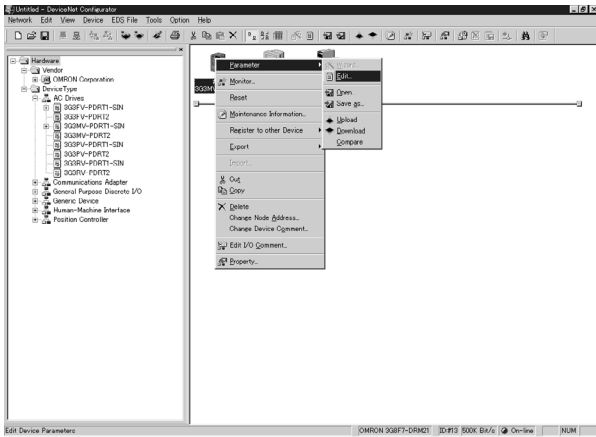 Untitled - DeviceNet Configurator
Network Edit View Device EDS File Tools Option Help
Hardware
Vendor
OMRON Corporation
DeviceType
AC Drives
3G3FV-PDRT1-SIN
3G3FV-PDRT2
3G3MV-PDRT1-SIN
3G3MV-PDRT2
3G3PV-PDRT1-SIN
3G3PV-PDRT2
3G3RV-PDRT1-SIN
3G3RV-PDRT2
Communications Adapter
General Purpose Discrete I/O
Generic Device
Human-Machine Interface
Position Controller
3G3M
Parameter
Monitor...
Reset
Maintenance Information...
Register to other Device
Export
Import...
Cut
Copy
Delete
Change Node Address...
Change Device Comment...
Edit I/O Comment...
Property...
Wizard...
Edit...
Open...
Save as...
Upload
Download
Compare
Edit Device Parameters
OMRON 3G8F7-DRM21 ID:#13 500K Bit/s On-line NUM